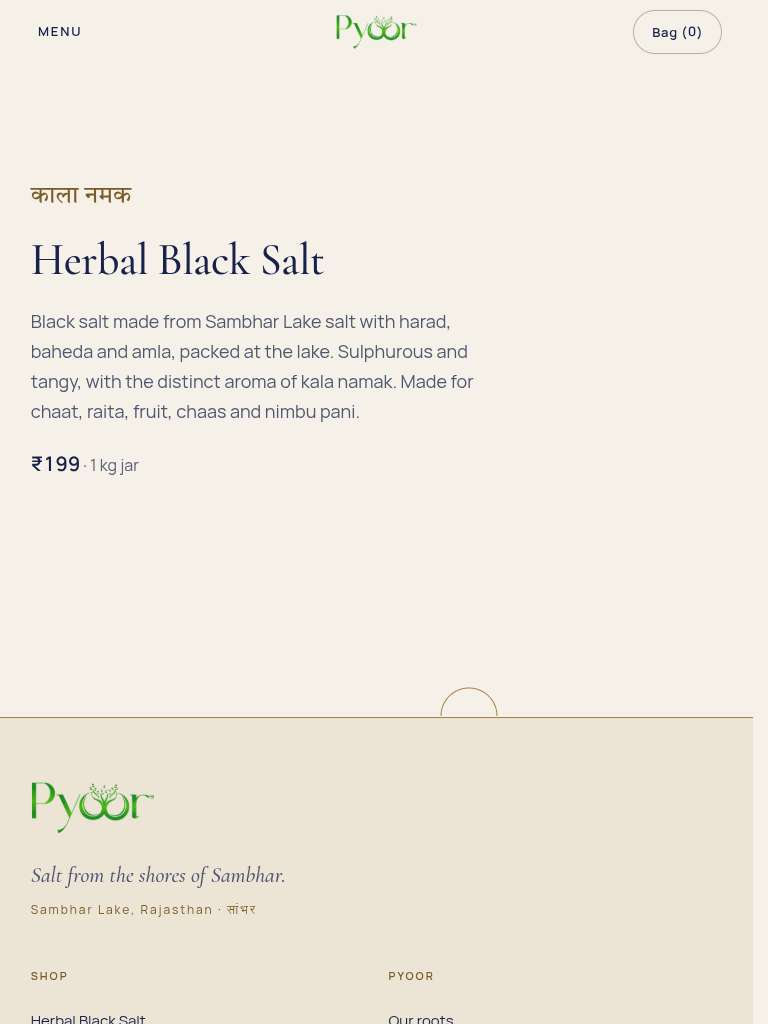 MENU
Pyoor
Bag (0)
काला नमक
Herbal Black Salt
Black salt made from Sambhar Lake salt with harad,
baheda and amla, packed at the lake. Sulphurous and
tangy, with the distinct aroma of kala namak. Made for
chaat, raita, fruit, chaas and nimbu pani.
₹199 · 1 kg jar
Pyoor
Salt from the shores of Sambhar.
Sambhar Lake, Rajasthan · सांभर
SHOP
PYOOR
Herbal Black Salt
Our roots